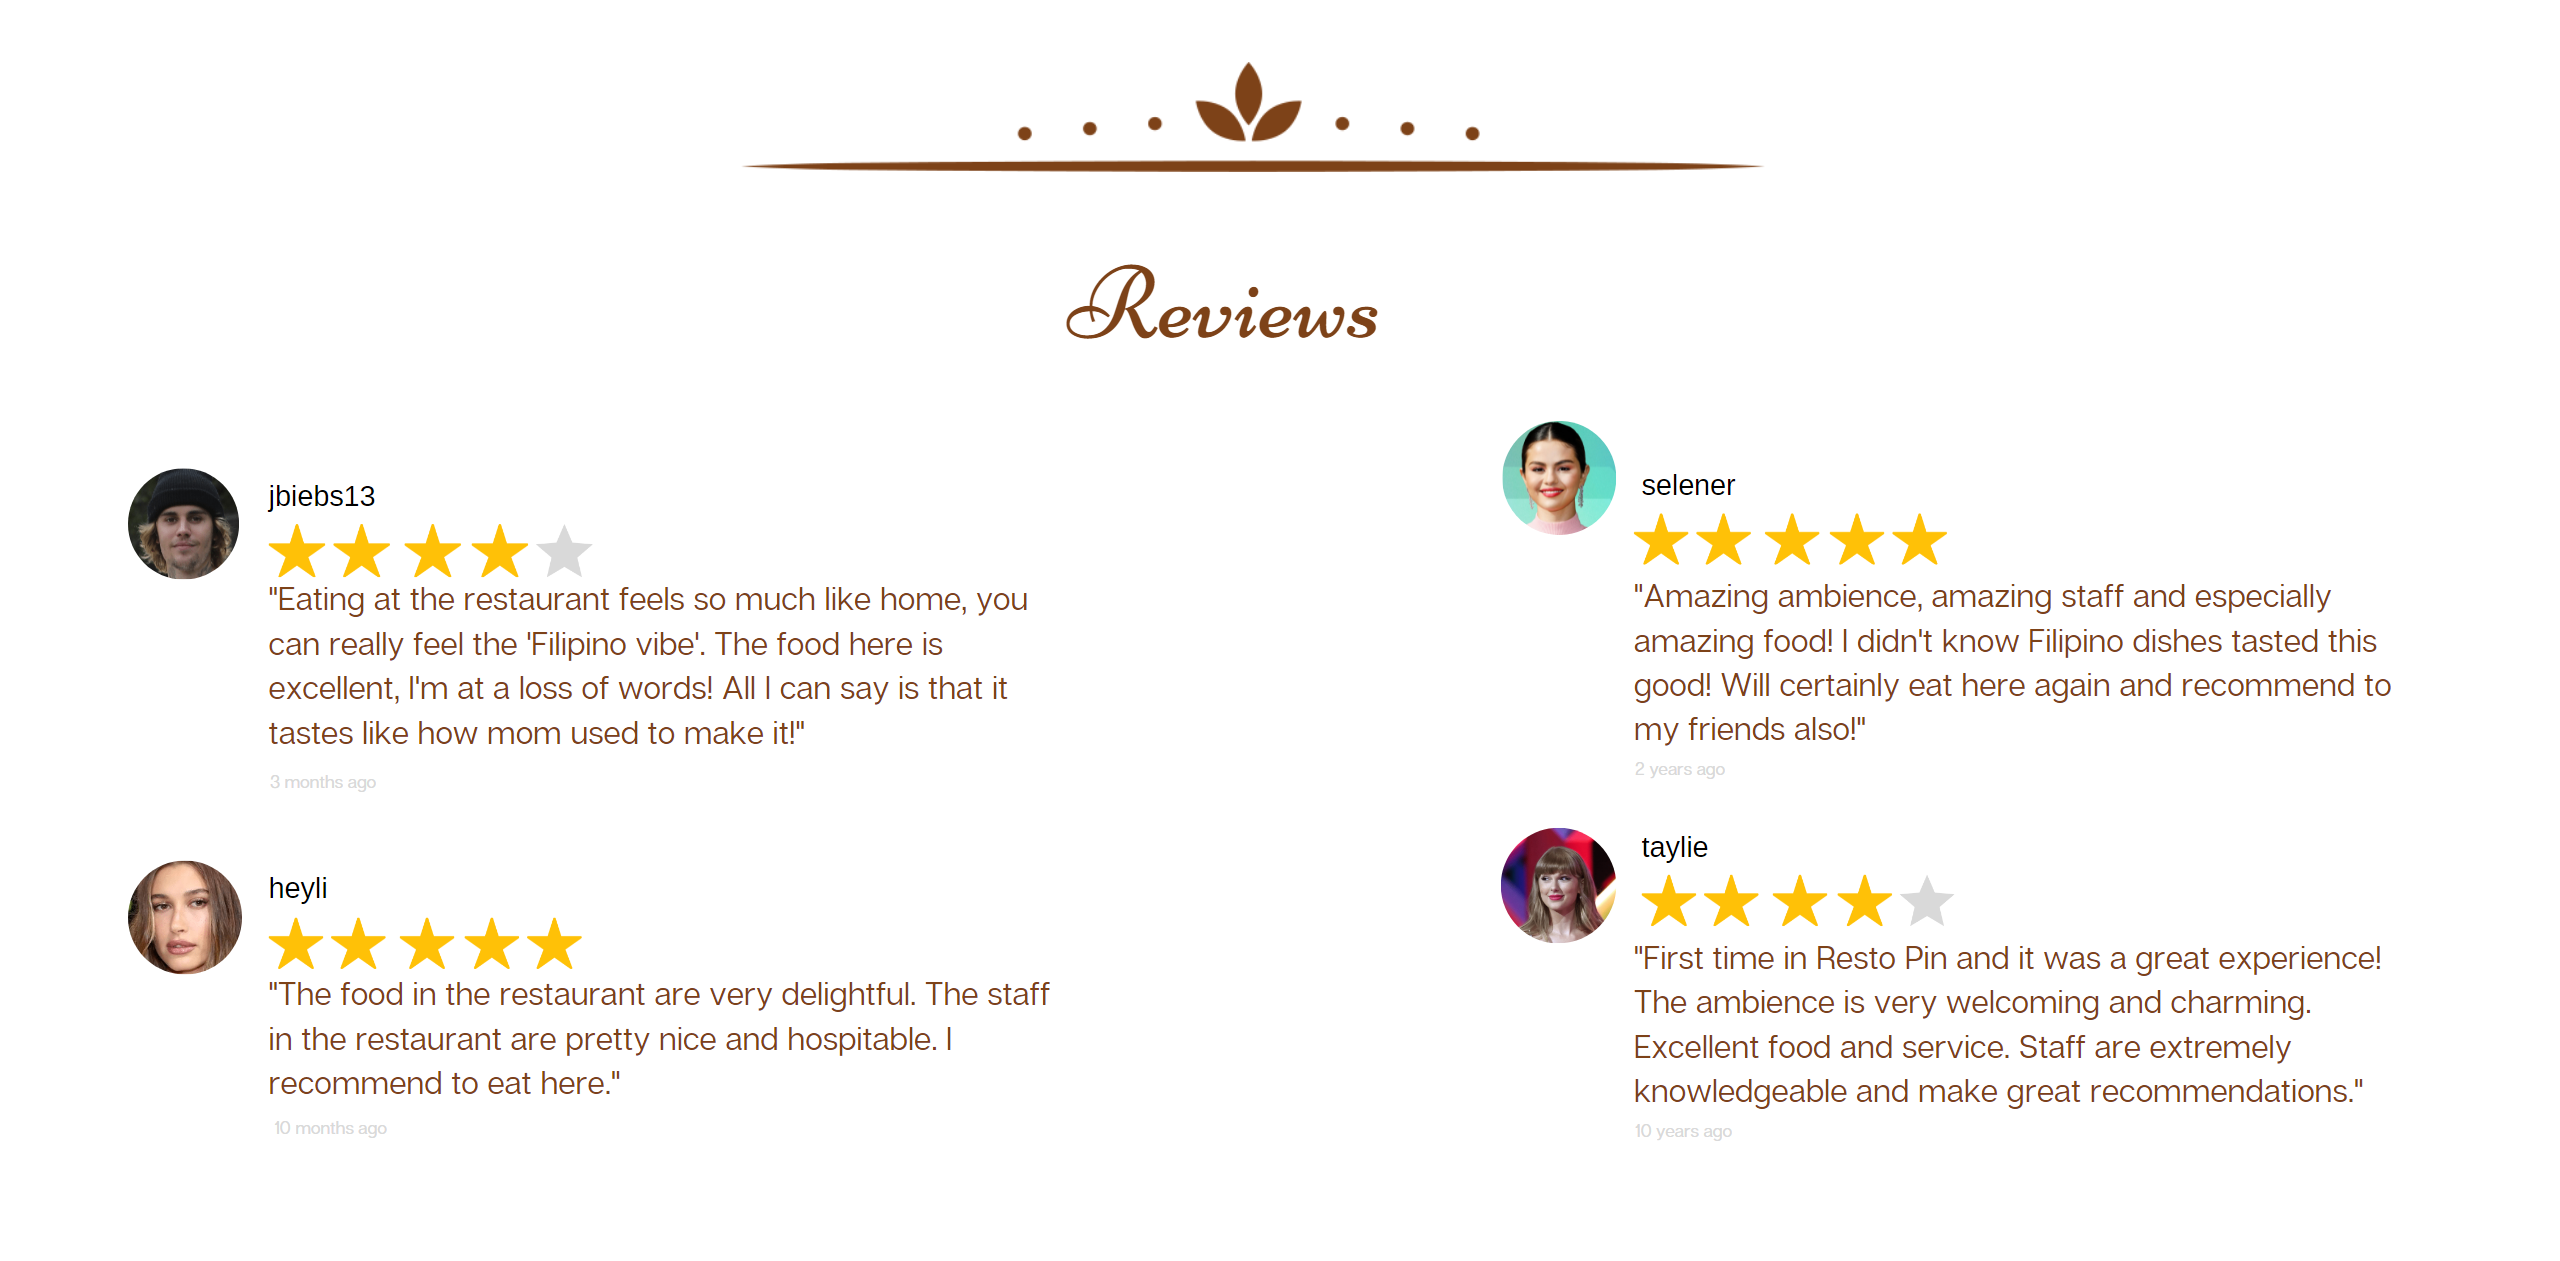 Reviews
jbiebs13
"Eating at the restaurant feels so much like home, you
can really feel the 'Filipino vibe'. The food here is
excellent, I'm at a loss of words! All I can say is that it
tastes like how mom used to make it!"
3 months ago
heyli
"The food in the restaurant are very delightful. The staff
in the restaurant are pretty nice and hospitable. I
recommend to eat here."
10 months ago
selener
"Amazing ambience, amazing staff and especially
amazing food! I didn't know Filipino dishes tasted this
good! Will certainly eat here again and recommend to
my friends also!"
2 years ago
taylie
"First time in Resto Pin and it was a great experience!
The ambience is very welcoming and charming.
Excellent food and service. Staff are extremely
knowledgeable and make great recommendations."
10 years ago